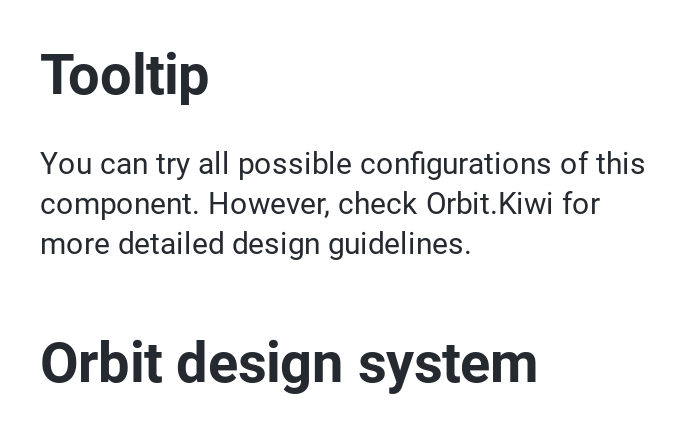 Tooltip
You can try all possible configurations of this
component. However, check Orbit.Kiwi for
more detailed design guidelines.
Orbit design system